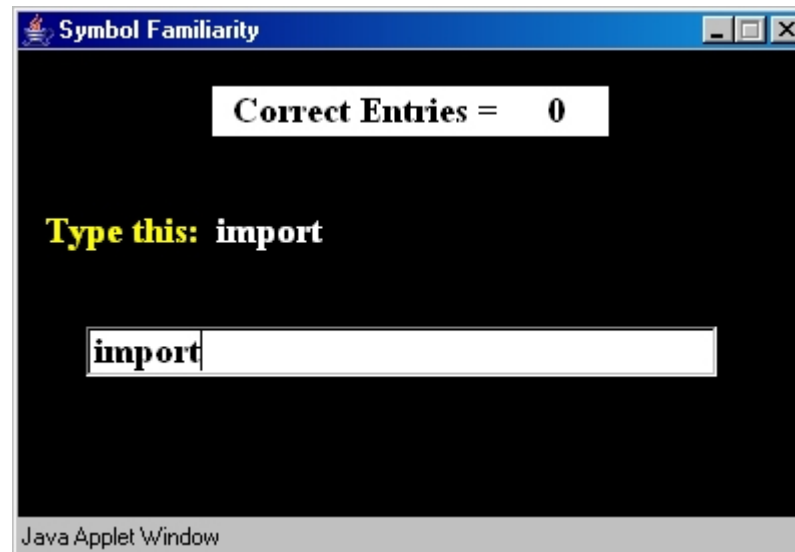 Symbol Familiarity
Correct Entries = 0
Type this: import
import
Java Applet Window